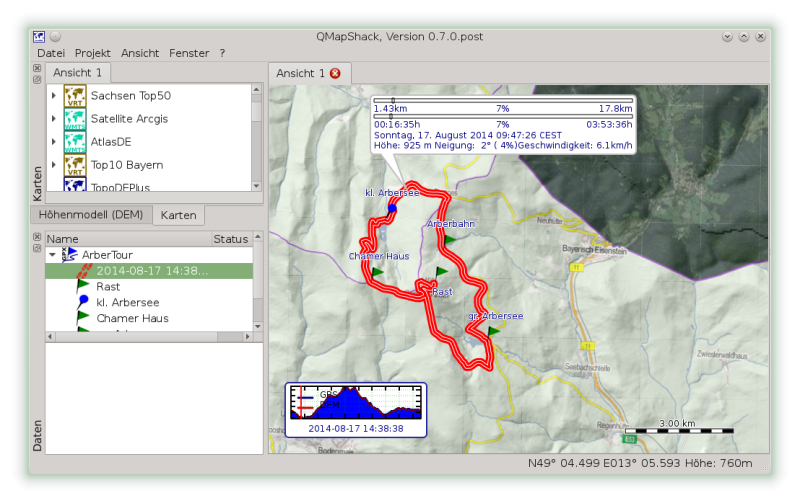 QMapShack, Version 0.7.0.post
Datei Projekt Ansicht Fenster ?
Karten
Ansicht 1
VRT Sachsen Top50
WMTS Satellite Arcgis
WMTS AtlasDE
VRT Top10 Bayern
TopoDEPlus
Höhenmodell (DEM) Karten
Daten
Name Status
ArberTour
2014-08-17 14:38...
Rast
kl. Arbersee
Chamer Haus
Ansicht 1
1.43km 7% 17.8km
00:16:35h 7% 03:53:36h
Sonntag, 17. August 2014 09:47:26 CEST
Höhe: 925 m Neigung: 2° ( 4%)Geschwindigkeit: 6.1km/h
kl. Arbersee
Arberbahn
Neuhütte
Bayerisch Eisenstein
11
Chamer Haus
Rast
gr. Arbersee
11
Zwieslerwaldhaus
Seebachschleife
Regenhütte
E53
GPS
2014-08-17 14:38:38
3.00 km
N49° 04.499 E013° 05.593 Höhe: 760m